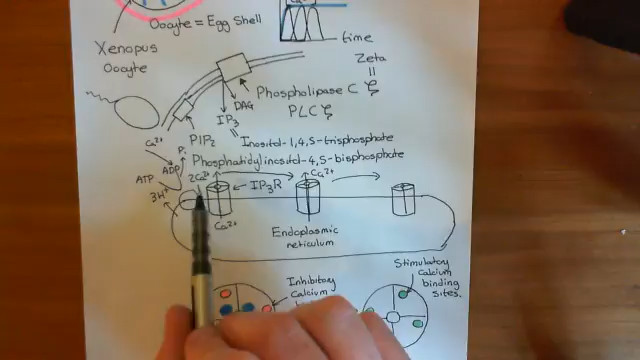 Oocyte = Egg Shell
Xenopus
Oocyte
time
Zeta
=
Phospholipase C ζ
PLC ζ
DAG
IP3
=
PIP2
Inositol-1,4,5-trisphosphate
Phosphatidylinositol-4,5-bisphosphate
Ca2+
Pi
ADP
ATP
2Ca2+
3H+
IP3R
Ca2+
Ca2+
Endoplasmic
reticulum
Inhibitory
Calcium
Stimulatory
Calcium
binding
sites.